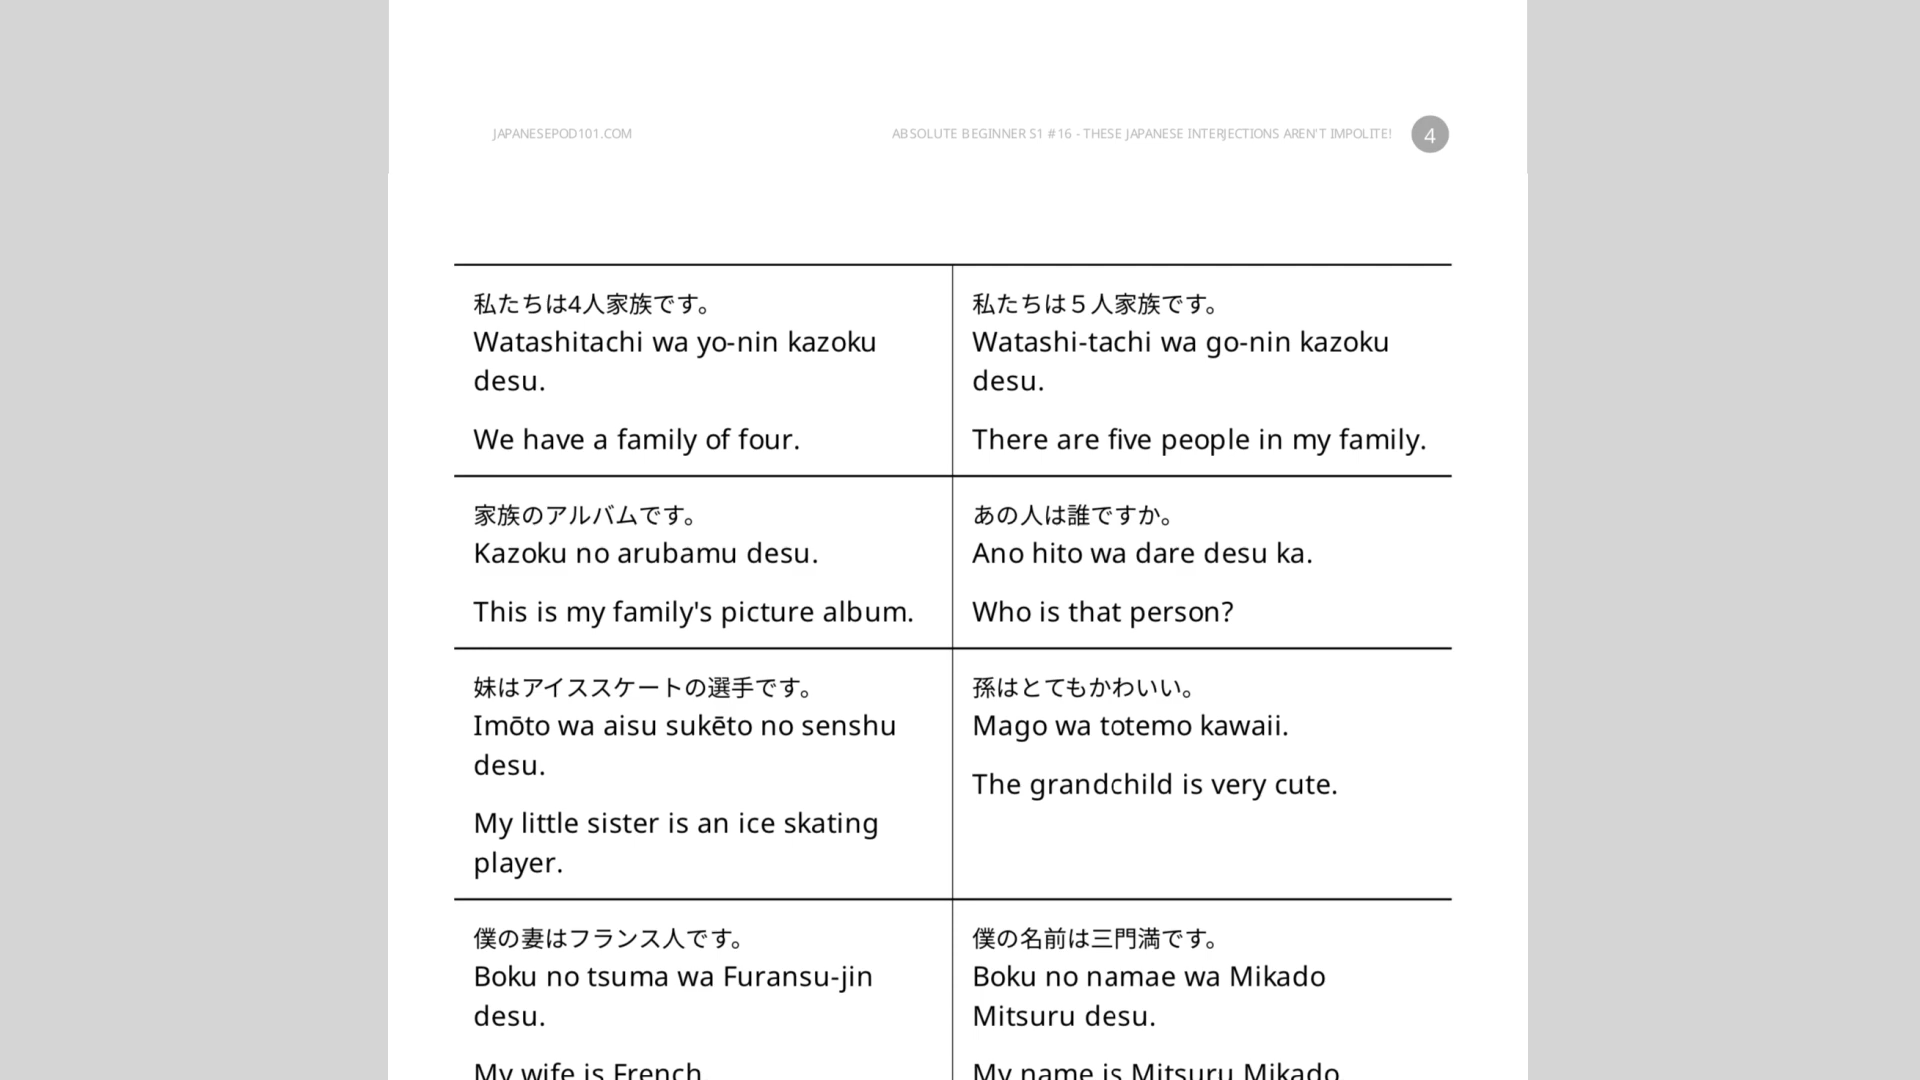 JAPANESEPOD101.COM
ABSOLUTE BEGINNER S1 #16 - THESE JAPANESE INTERJECTIONS AREN'T IMPOLITE!
4
私たちは4人家族です。
Watashitachi wa yo-nin kazoku
desu.
We have a family of four.
私たちは５人家族です。
Watashi-tachi wa go-nin kazoku
desu.
There are five people in my family.
家族のアルバムです。
Kazoku no arubamu desu.
This is my family's picture album.
あの人は誰ですか。
Ano hito wa dare desu ka.
Who is that person?
妹はアイススケートの選手です。
Imōto wa aisu sukēto no senshu
desu.
My little sister is an ice skating
player.
孫はとてもかわいい。
Mago wa totemo kawaii.
The grandchild is very cute.
僕の妻はフランス人です。
Boku no tsuma wa Furansu-jin
desu.
My wife is French.
僕の名前は三門満です。
Boku no namae wa Mikado
Mitsuru desu.
My name is Mitsuru Mikado.